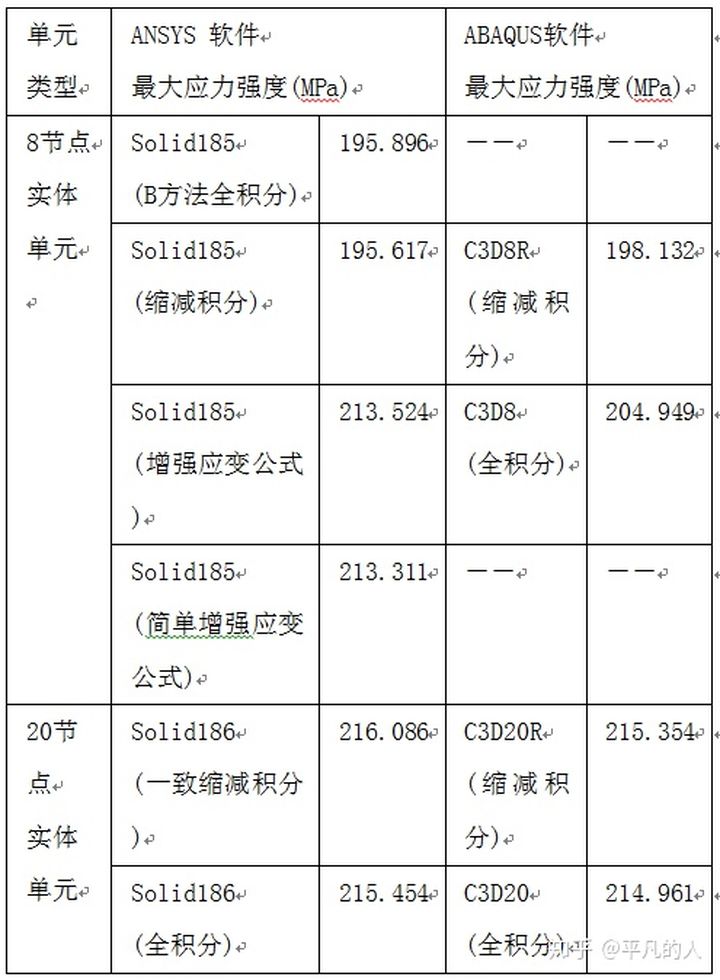 单元
类型
ANSYS 软件
最大应力强度(MPa)
ABAQUS软件
最大应力强度(MPa)
8节点
实体
单元
Solid185
(B方法全积分)
195.896
——
——
Solid185
(缩减积分)
195.617
C3D8R
(缩减积
分)
198.132
Solid185
(增强应变公式
)
213.524
C3D8
(全积分)
204.949
Solid185
(简单增强应变
公式)
213.311
——
——
20节
点
实体
单元
Solid186
(一致缩减积分
)
216.086
C3D20R
(缩减积
分)
215.354
Solid186
(全积分)
215.454
C3D20
(全积分)
214.961
知乎 @平凡的人